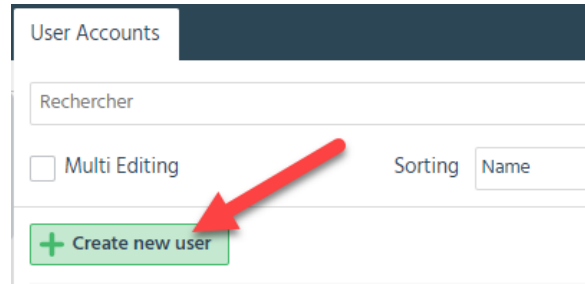 User Accounts
Rechercher
Multi Editing
Sorting
Name
Create new user